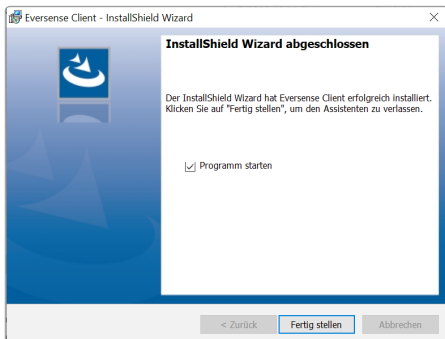 Eversense Client - InstallShield Wizard
InstallShield Wizard abgeschlossen
Der InstallShield Wizard hat Eversense Client erfolgreich installiert.
Klicken Sie auf "Fertig stellen", um den Assistenten zu verlassen.
Programm starten
< Zurück
Fertig stellen
Abbrechen